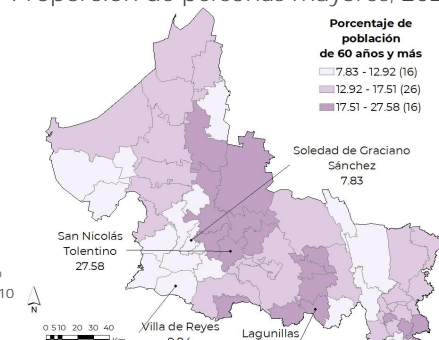 Porcentaje de
población
de 60 años y más
7.83 - 12.92 (16)
12.92 - 17.51 (26)
17.51 - 27.58 (16)
Soledad de Graciano
Sánchez
7.83
San Nicolás
Tolentino
27.58
10
N
0 5 10 20 30 40
Villa de Reyes
Lagunillas